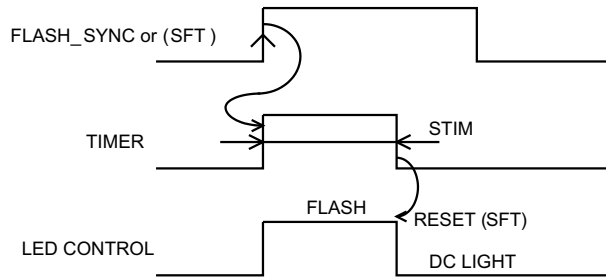 FLASH_SYNC or (SFT )
TIMER
STIM
FLASH
RESET (SFT)
LED CONTROL
DC LIGHT